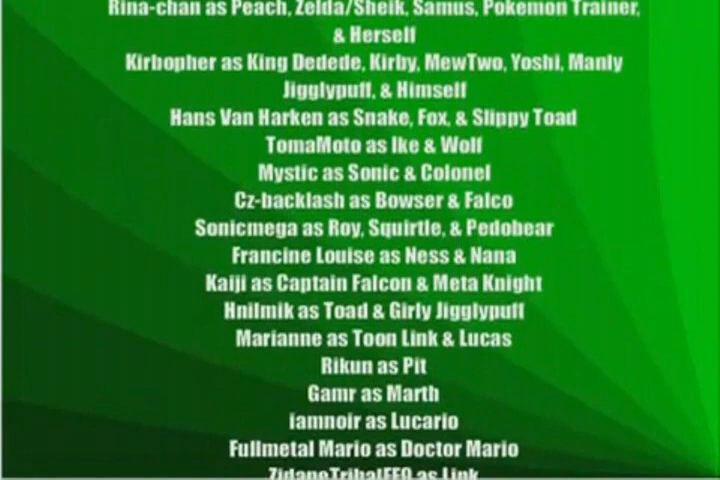 Rina-chan as Peach, Zelda/Sheik, Samus, Pokemon Trainer,
& Herself
Kirbopher as King Dedede, Kirby, MewTwo, Yoshi, Manly
Jigglypuff, & Himself
Hans Van Harken as Snake, Fox, & Slippy Toad
TomaMoto as Ike & Wolf
Mystic as Sonic & Colonel
Cz-backlash as Bowser & Falco
Sonicmega as Roy, Squirtle, & Pedobear
Francine Louise as Ness & Nana
Kaiji as Captain Falcon & Meta Knight
Hnilmik as Toad & Girly Jigglypuff
Marianne as Toon Link & Lucas
Rikun as Pit
Gamr as Marth
iamnoir as Lucario
Fullmetal Mario as Doctor Mario
as Link